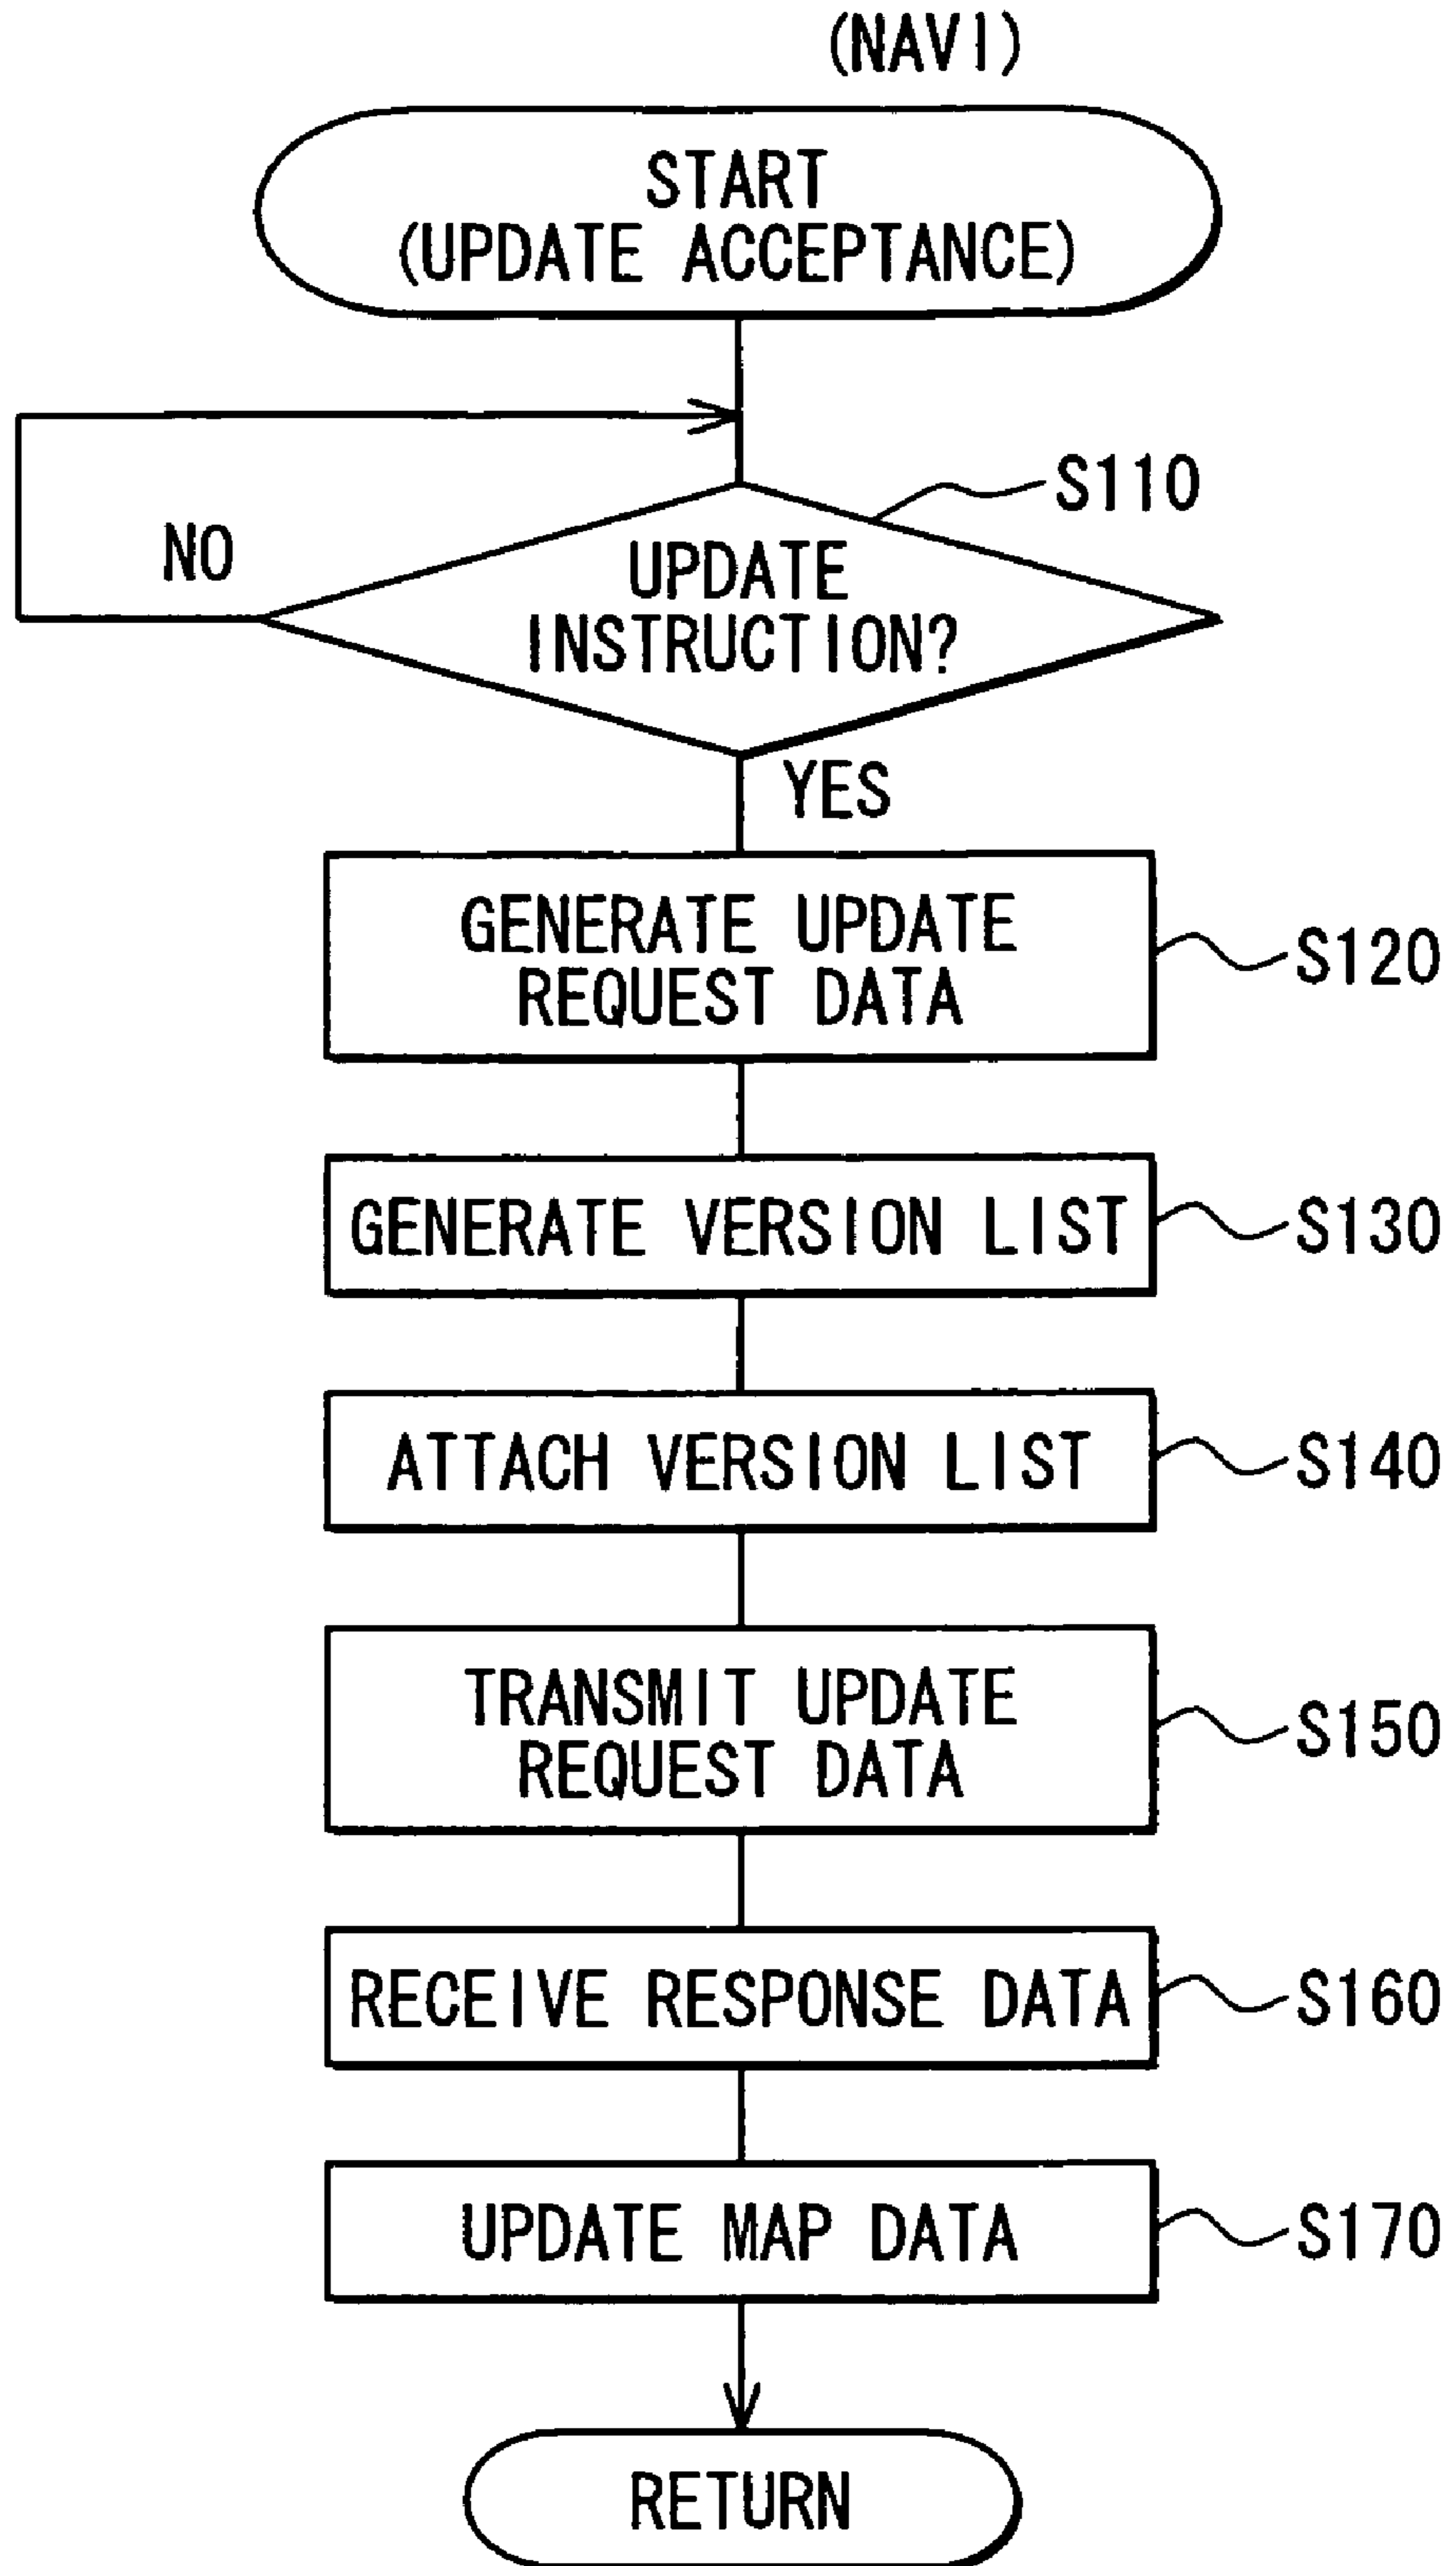 (NAVI)
START
(UPDATE ACCEPTANCE)
S110
NO
UPDATE
INSTRUCTION?
YES
GENERATE UPDATE
REQUEST DATA
S120
GENERATE VERSION LIST
S130
ATTACH VERSION LIST
S140
TRANSMIT UPDATE
REQUEST DATA
S150
RECEIVE RESPONSE DATA
S160
UPDATE MAP DATA
S170
RETURN